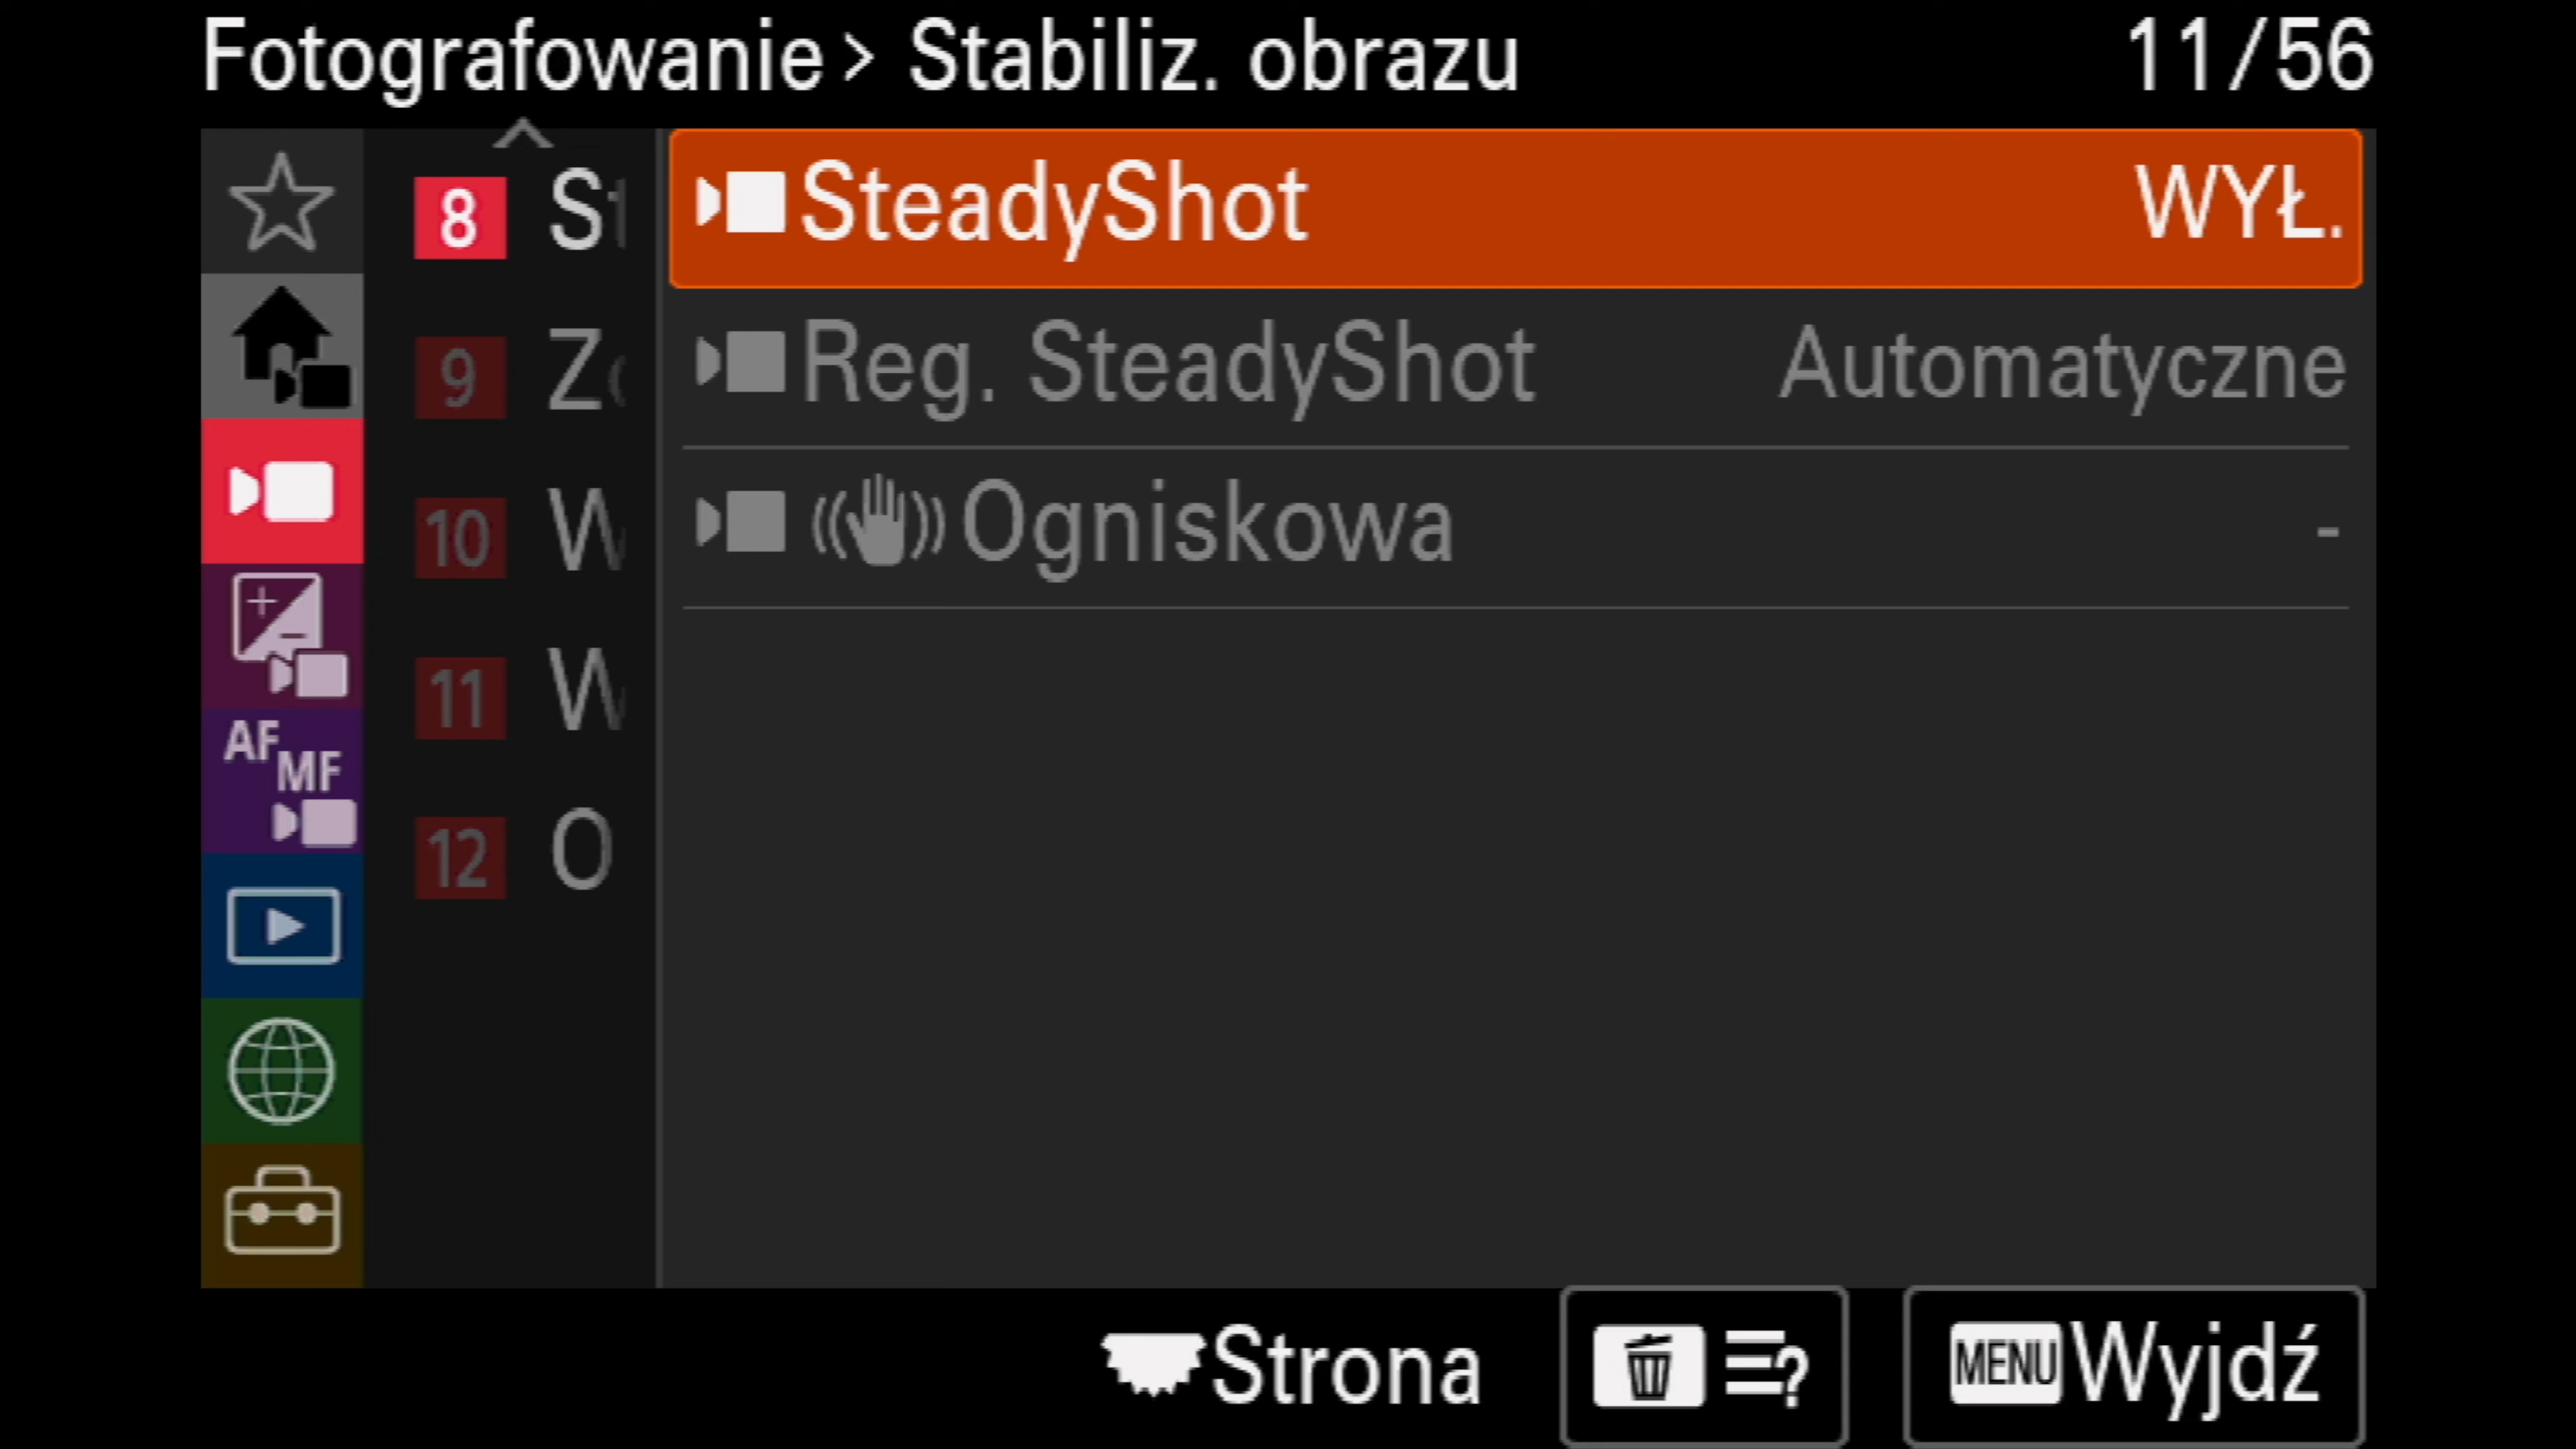 Fotografowanie > Stabiliz. obrazu 11/56
8 St
SteadyShot WYŁ.
9
Reg. SteadyShot Automatyczne
10 W
Ogniskowa -
11 W
12 O
AF MF
Strona
MENU Wyjdź